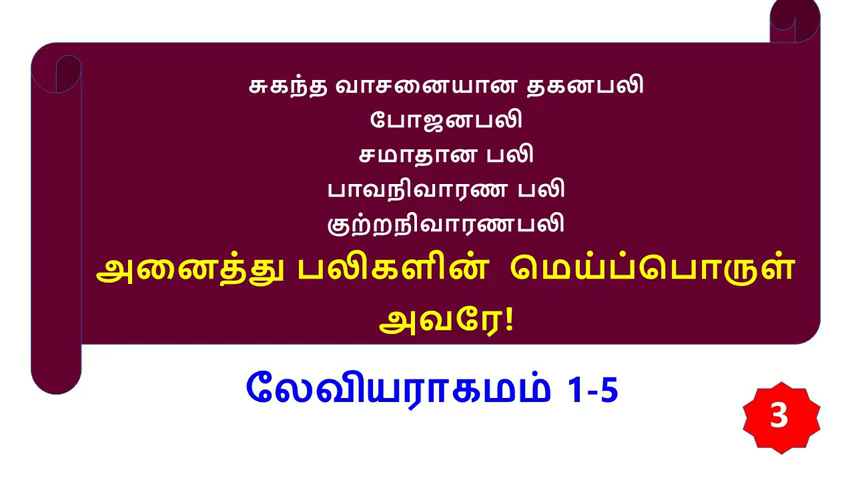 சுகந்த வாசனையான தகனபலி
போஜனபலி
சமாதான பலி
பாவநிவாரண பலி
குற்றநிவாரணபலி
அனைத்து பலிகளின் மெய்ப்பொருள்
அவரே!
லேவியராகமம் 1-5
3